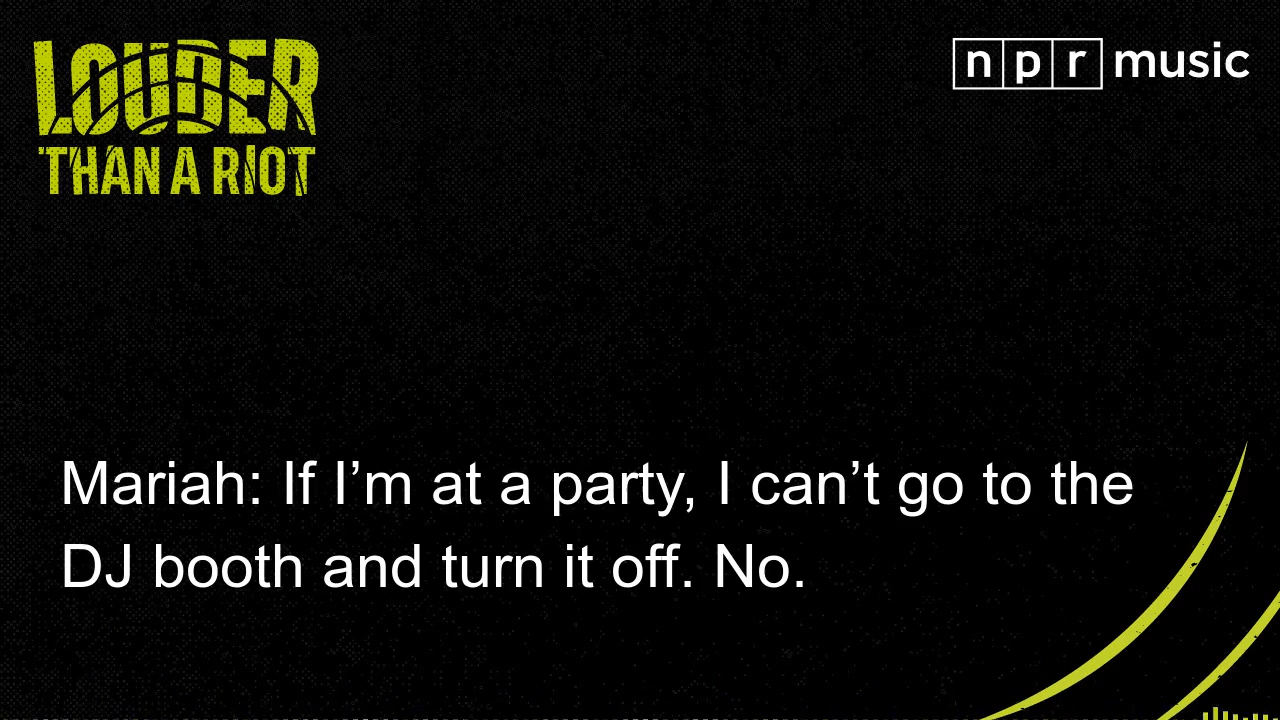 LOUDER
THAN A RIOT
npr music
Mariah: If I’m at a party, I can’t go to the
DJ booth and turn it off. No.